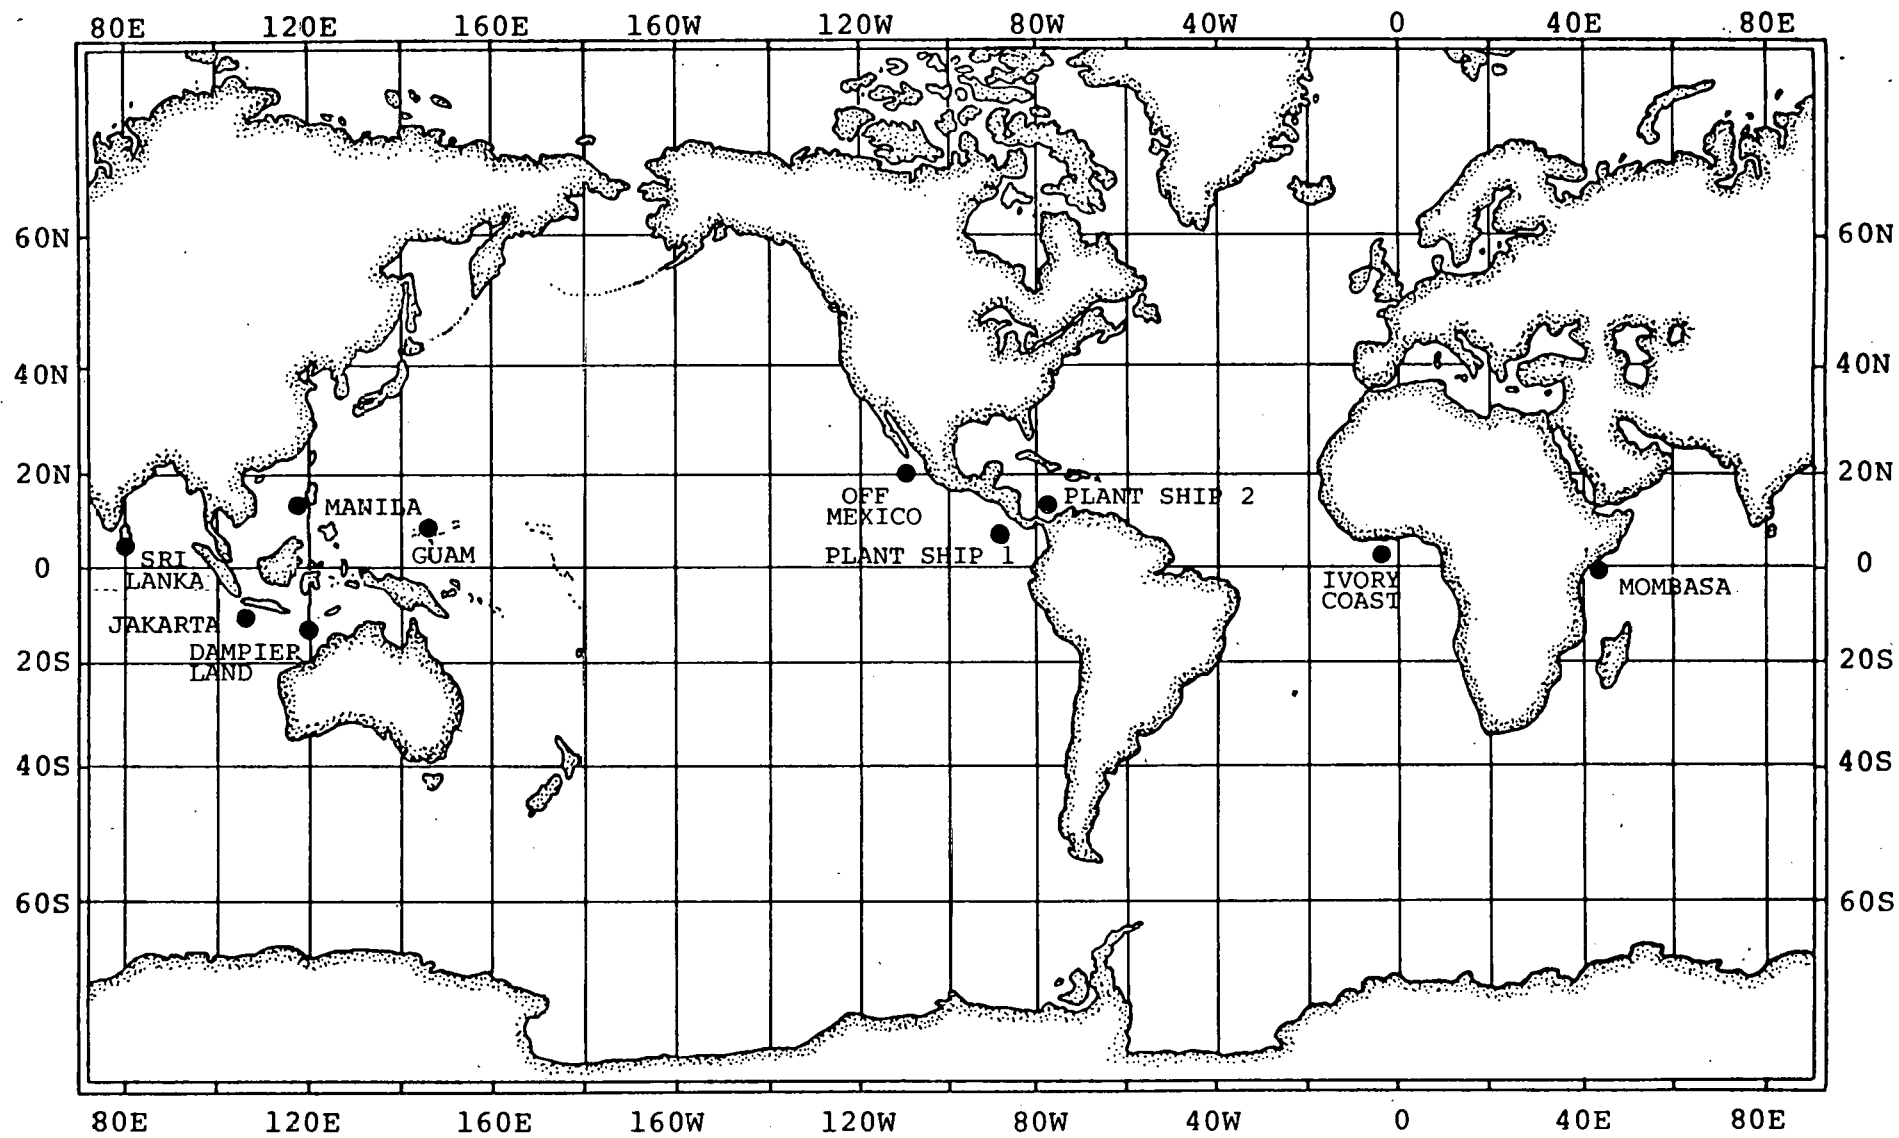 80E 120E 160E 160W 120W 80W 40W 0 40E 80E
60N 60N
40N 40N
20N 20N
OFF
MEXICO
PLANT SHIP 2
MANILA
GUAM
PLANT SHIP 1
SRI
LANKA
0 0
IVORY
COAST
MOMBASA
JAKARTA
DAMPIER
LAND
20S 20S
40S 40S
60S 60S
80E 120E 160E 160W 120W 80W 40W 0 40E 80E